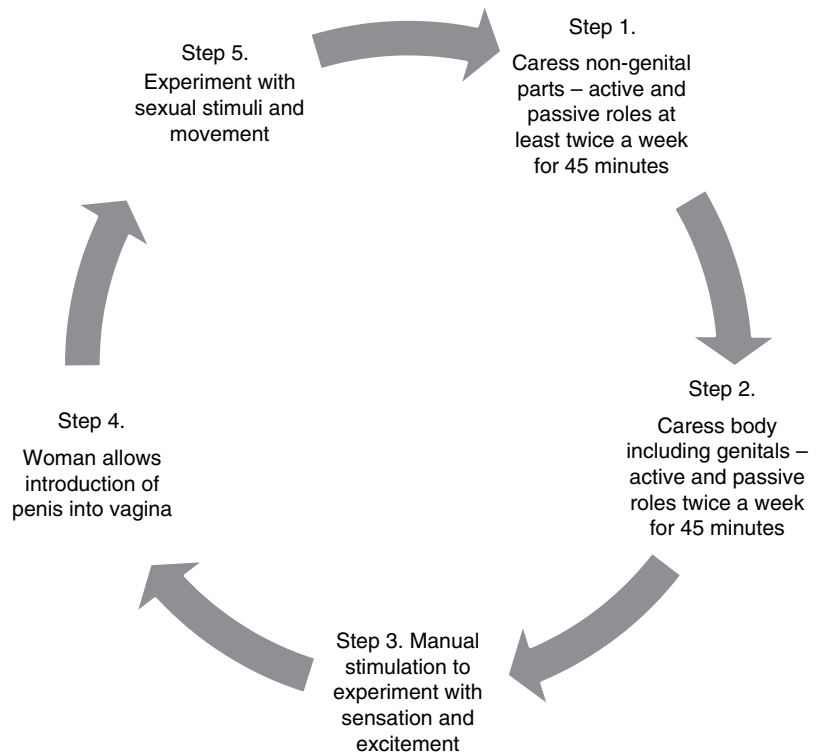 Step 1.
Caress non-genital
parts – active and
passive roles at
least twice a week
for 45 minutes
Step 2.
Caress body
including genitals –
active and passive
roles twice a week
for 45 minutes
Step 3. Manual
stimulation to
experiment with
sensation and
excitement
Step 4.
Woman allows
introduction of
penis into vagina
Step 5.
Experiment with
sexual stimuli and
movement